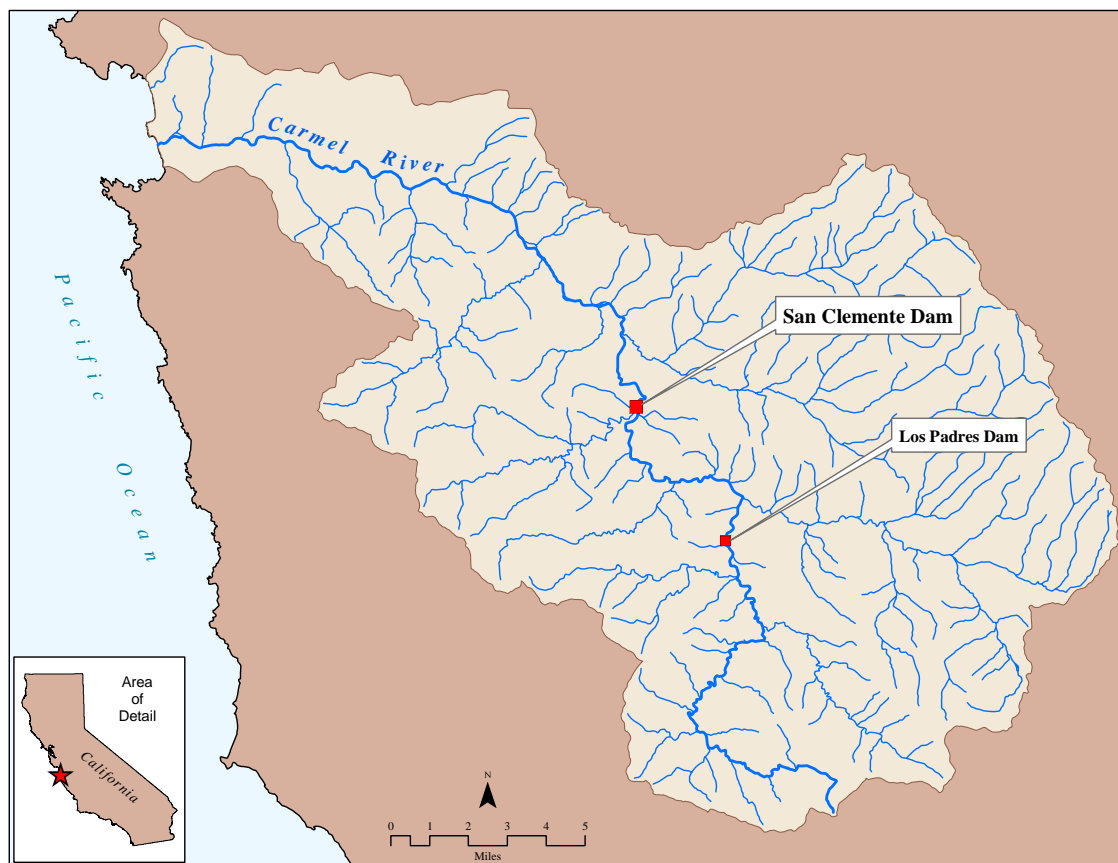 Carmel River
San Clemente Dam
Los Padres Dam
Pacific Ocean
Area
of
Detail
California
N
0 1 2 3 4 5
Miles